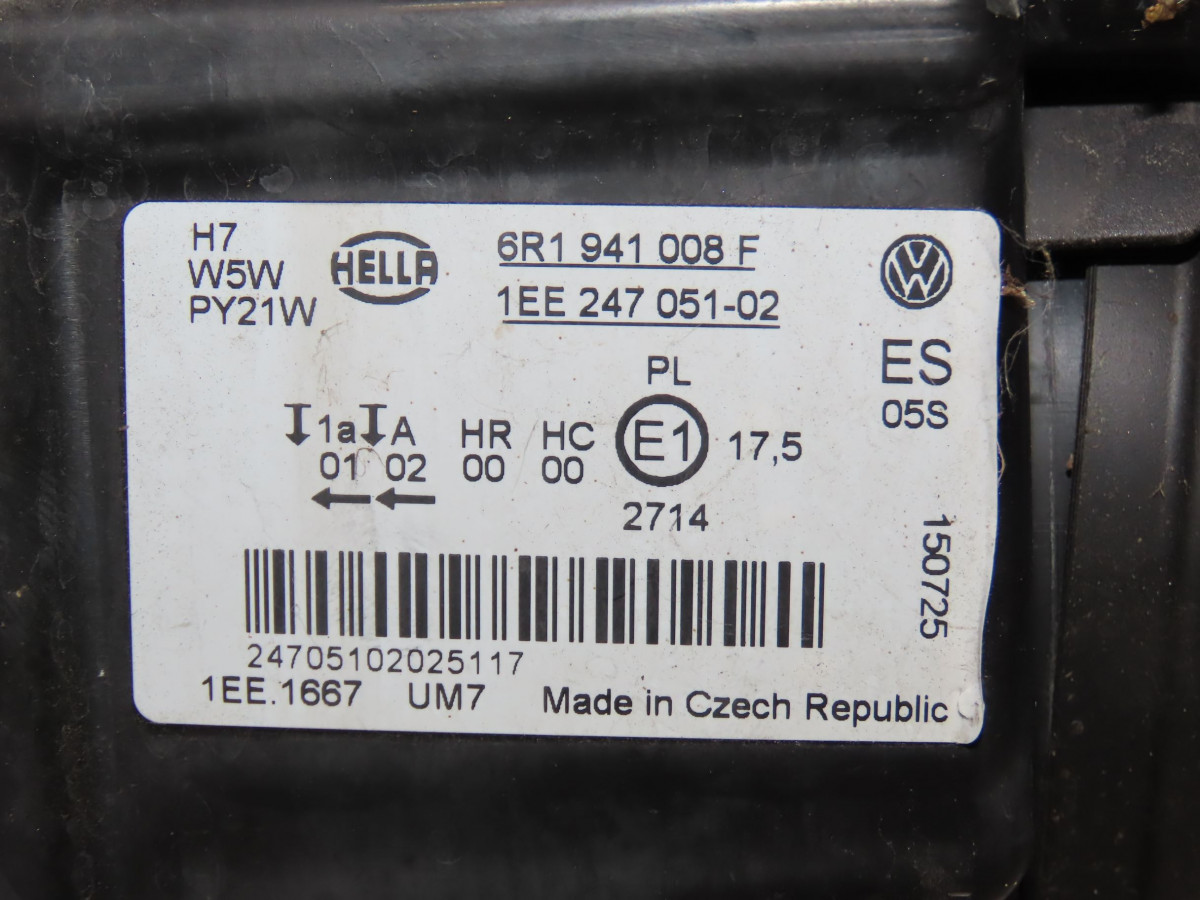 H7
W5W
PY21W
HELLA
6R1 941 008 F
1EE 247 051-02
ES
05S
PL
1a A HR HC E1 17,5
01 02 00 00
2714
150725
24705102025117
1EE.1667 UM7 Made in Czech Republic